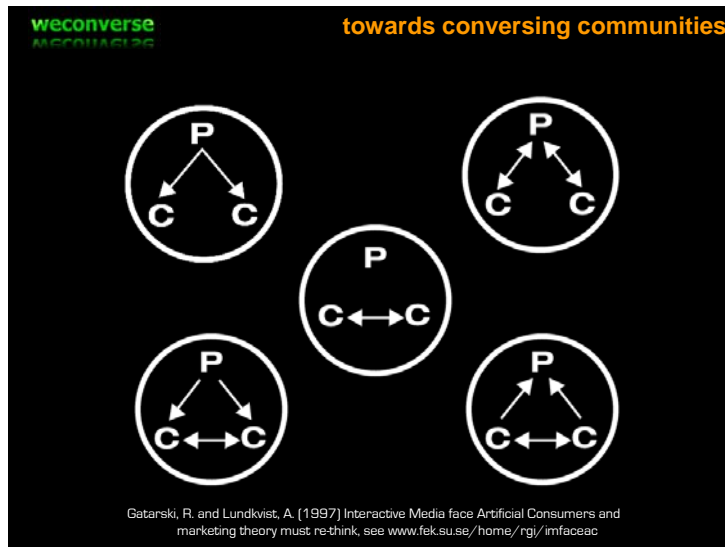 weconverse
towards conversing communities
P
C C
P
C C
P
C C
P
C C
P
C C
Gatarski, R. and Lundkvist, A. (1997) Interactive Media face Artificial Consumers and
marketing theory must re-think, see www.fek.su.se/home/rgi/imfaceac